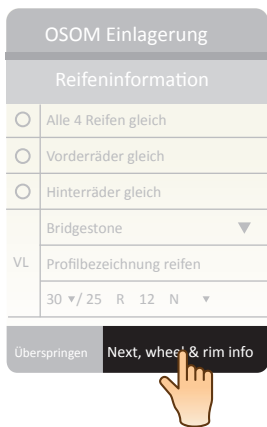 OSOM Einlagerung
Reifeninformation
Alle 4 Reifen gleich
Vorderräder gleich
Hinterräder gleich
Bridgestone ▼
VL Profilbezeichnung reifen
30 ▾/ 25 R 12 N ▾
Überspringen Next, wheel & rim info